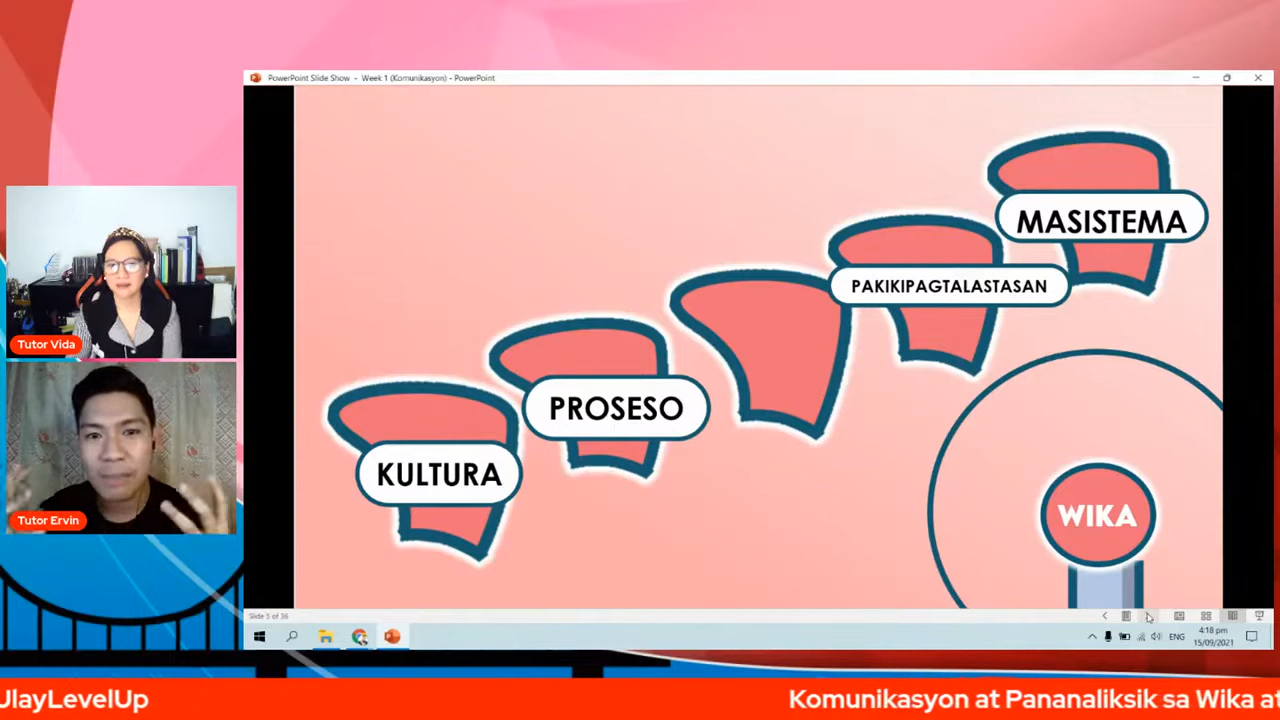 PowerPoint Slide Show - Week 1 (Komunikasyon) - PowerPoint
MASISTEMA
PAKIKIPAGTALASTASAN
PROSESO
KULTURA
WIKA
Tutor Vida
Tutor Ervin
Slide 5 of 36
ENG
4:18 pm
15/09/2021
UlayLevelUp
Komunikasyon at Pananaliksik sa Wika at